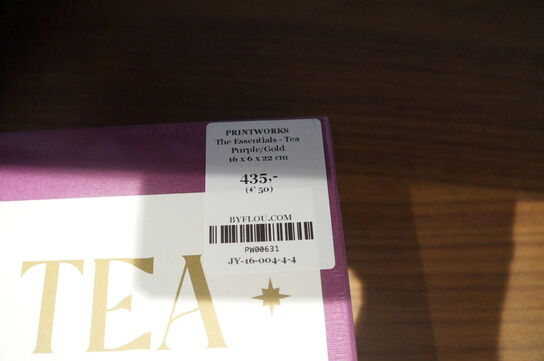 PRINTWORKS
The Essentials - Tea
Purple/Gold
16 x 6 x 22 cm
435,-
(€ 50)
BYFLOU.COM
PW00631
JY-16-004-4-4
TEA